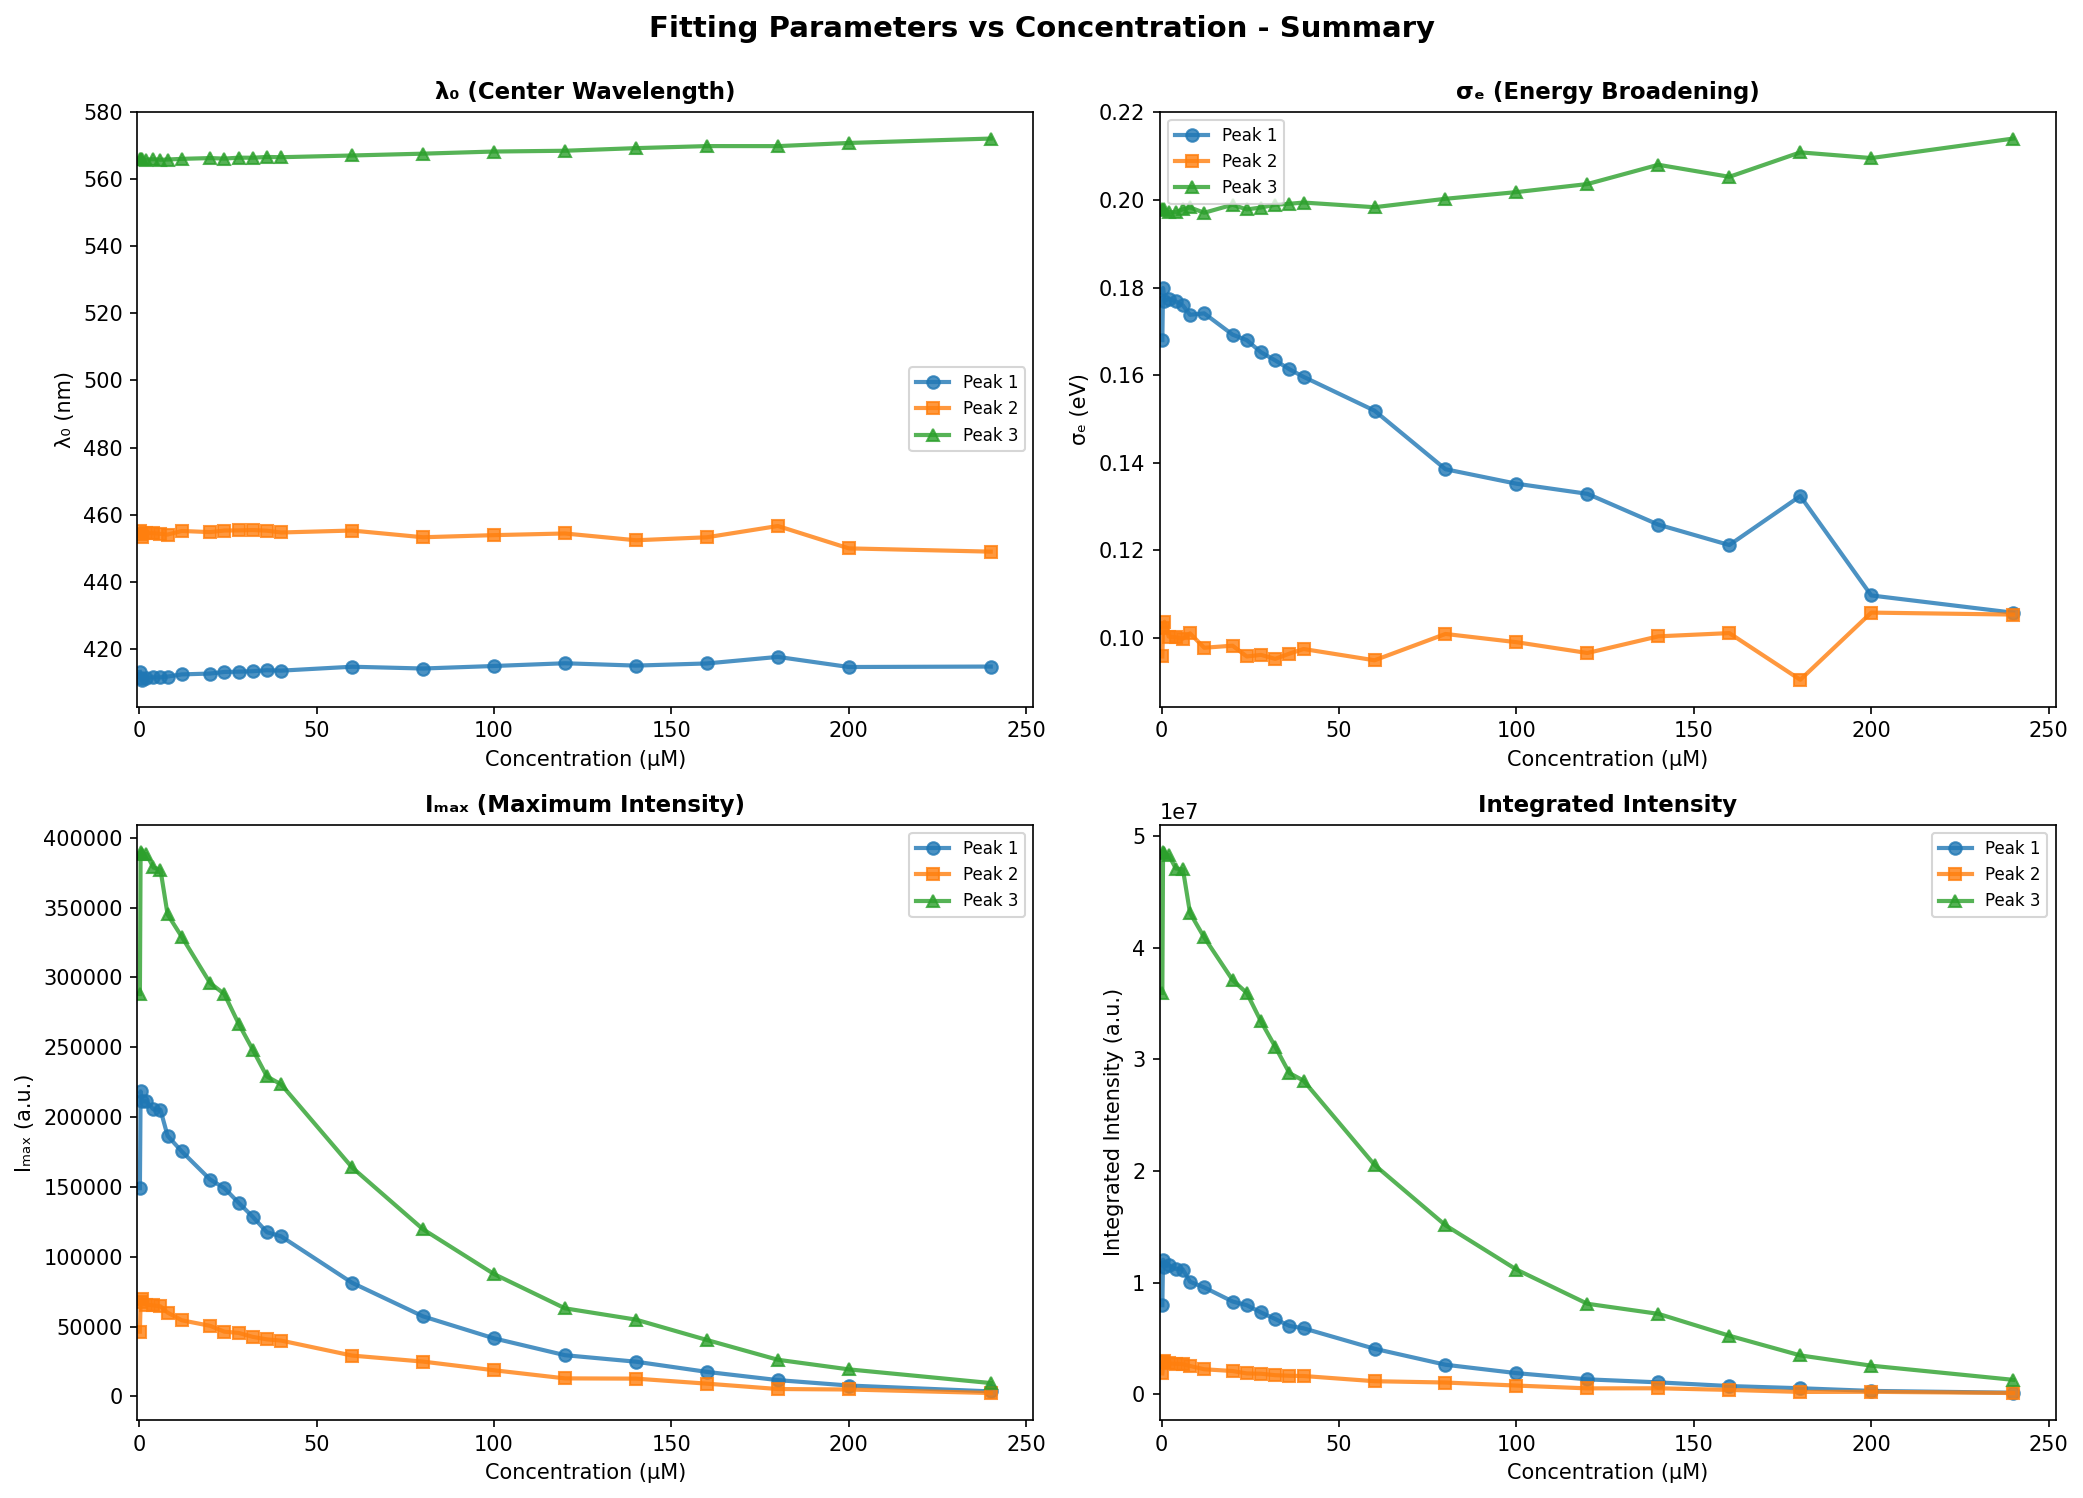 Fitting Parameters vs Concentration - Summary
λ₀ (Center Wavelength)
580
560
540
520
500
480
460
440
420
λ₀ (nm)
Peak 1
Peak 2
Peak 3
0
50
100
150
200
250
Concentration (μM)
σₑ (Energy Broadening)
0.22
0.20
0.18
0.16
0.14
0.12
0.10
σₑ (eV)
Peak 1
Peak 2
Peak 3
0
50
100
150
200
250
Concentration (μM)
Iₘₐₓ (Maximum Intensity)
400000
350000
300000
250000
200000
150000
100000
50000
0
Iₘₐₓ (a.u.)
Peak 1
Peak 2
Peak 3
0
50
100
150
200
250
Concentration (μM)
Integrated Intensity
1e7
5
4
3
2
1
0
Integrated Intensity (a.u.)
Peak 1
Peak 2
Peak 3
0
50
100
150
200
250
Concentration (μM)